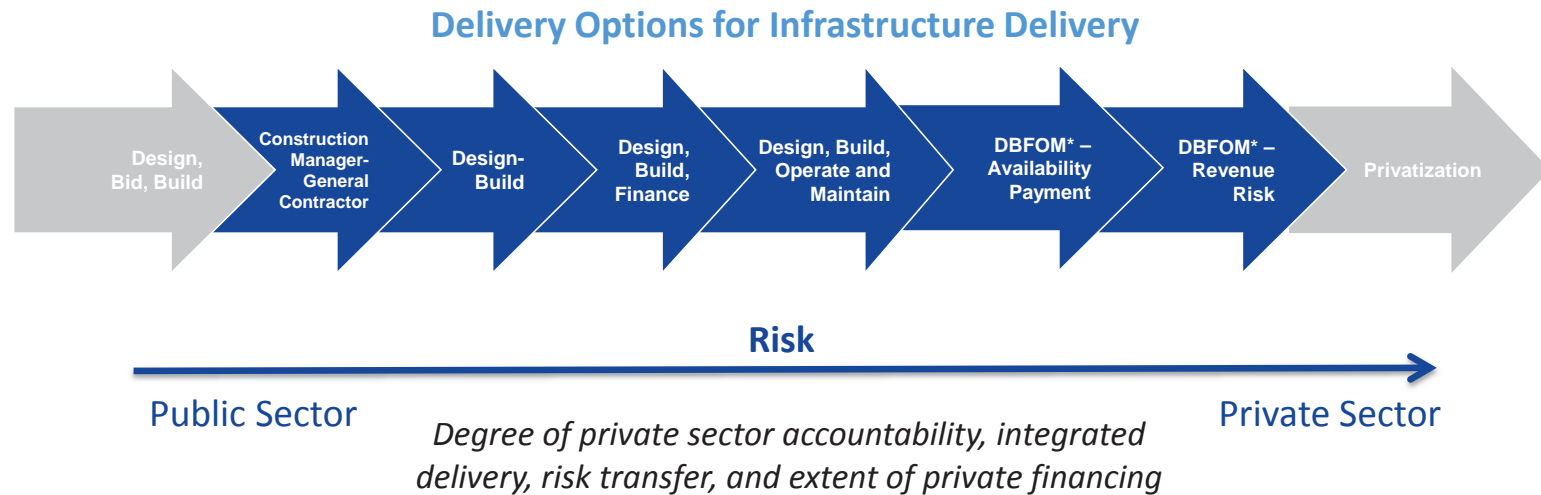 Delivery Options for Infrastructure Delivery
Design,
Bid, Build
Construction
Manager-
General
Contractor
Design-
Build
Design,
Build,
Finance
Design, Build,
Operate and
Maintain
DBFOM* –
Availability
Payment
DBFOM* –
Revenue
Risk
Privatization
Risk
Public Sector
Private Sector
Degree of private sector accountability, integrated
delivery, risk transfer, and extent of private financing